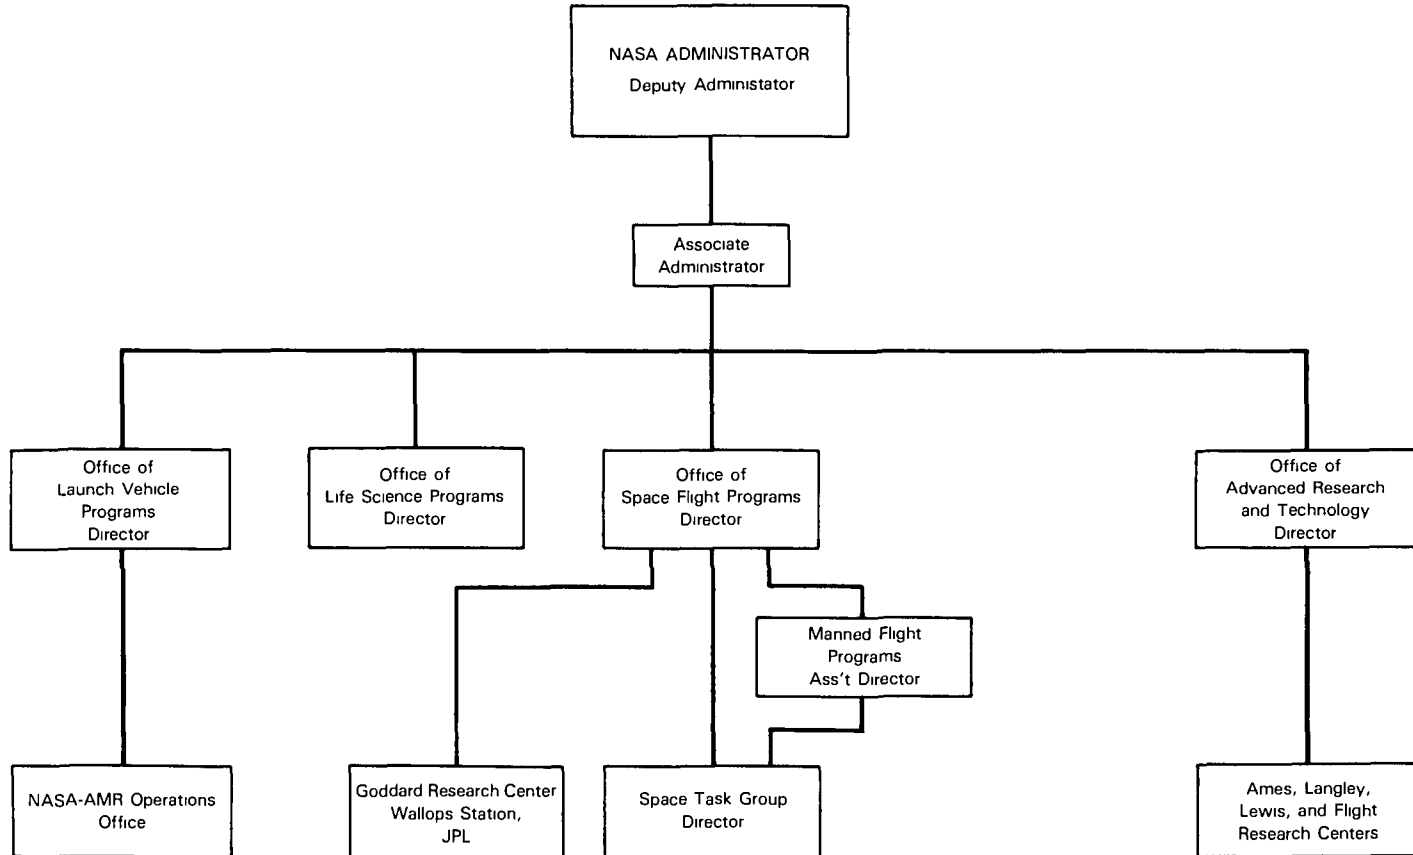 NASA ADMINISTRATOR
Deputy Administator
Associate
Administrator
Office of
Launch Vehicle
Programs
Director
Office of
Life Science Programs
Director
Office of
Space Flight Programs
Director
Office of
Advanced Research
and Technology
Director
Manned Flight
Programs
Ass't Director
NASA-AMR Operations
Office
Goddard Research Center
Wallops Station,
JPL
Space Task Group
Director
Ames, Langley,
Lewis, and Flight
Research Centers